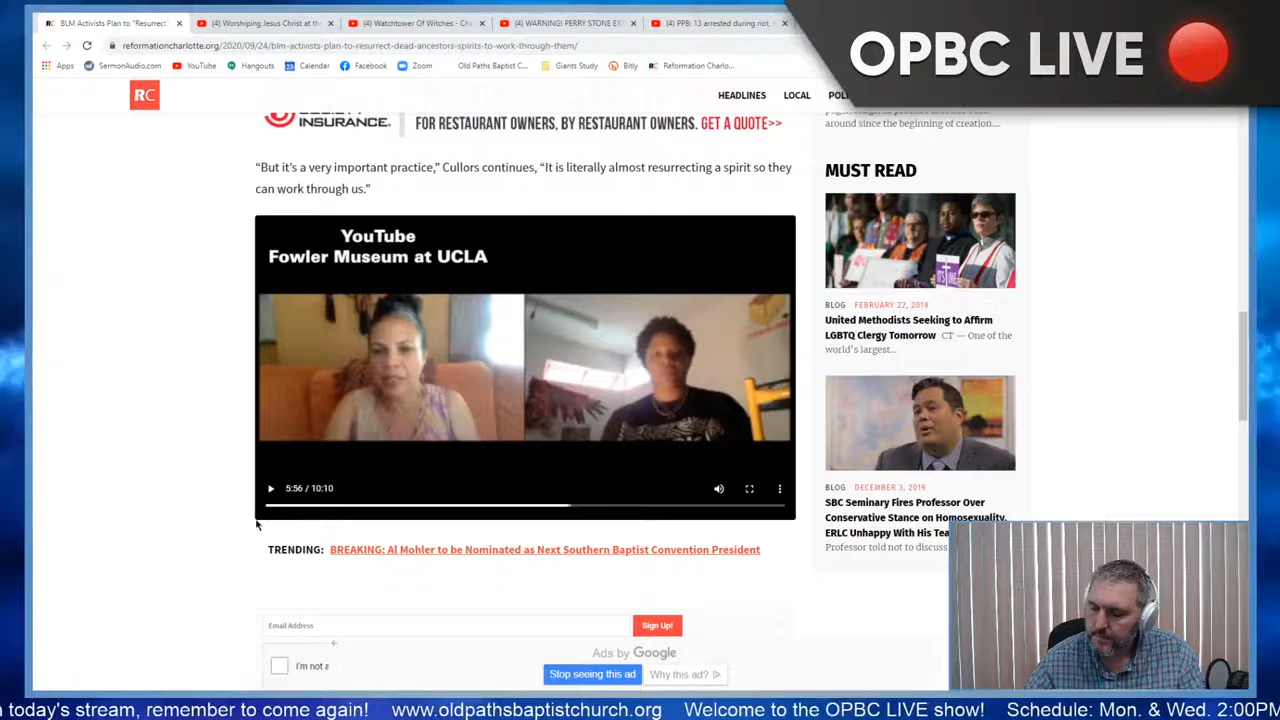 BLM Activists Plan to "Resurrect"
(4) Worshiping Jesus Christ at th
(4) Watchtower Of Witches - Ch
(4) WARNING! PERRY STONE EX
(4) PPB: 13 arrested during riot,
OPBC LIVE
reformationcharlotte.org/2020/09/24/blm-activists-plan-to-resurrect-dead-ancestors-spirits-to-work-through-them/
Apps
SermonAudio.com
YouTube
Hangouts
Calendar
Facebook
Zoom
Old Paths Baptist C...
Giants Study
Bitly
Reformation Charlo...
RC
HEADLINES
LOCAL
INSURANCE.
FOR RESTAURANT OWNERS, BY RESTAURANT OWNERS. GET A QUOTE>>
around since the beginning of creation....
“But it’s a very important practice,” Cullors continues, “It is literally almost resurrecting a spirit so they
can work through us.”
MUST READ
YouTube
Fowler Museum at UCLA
5:56 / 10:10
BLOG FEBRUARY 22, 2019
United Methodists Seeking to Affirm
LGBTQ Clergy Tomorrow CT — One of the
world’s largest...
BLOG DECEMBER 3, 2019
SBC Seminary Fires Professor Over
Conservative Stance on Homosexuality,
ERLC Unhappy With His
Professor told not to discuss
TRENDING: BREAKING: Al Mohler to be Nominated as Next Southern Baptist Convention President
Email Address
Sign Up!
I'm not a
Ads by Google
Stop seeing this ad
Why this ad?
today's stream, remember to come again! www.oldpathsbaptistchurch.org Welcome to the OPBC LIVE show! Schedule: Mon. & Wed. 2:00PM